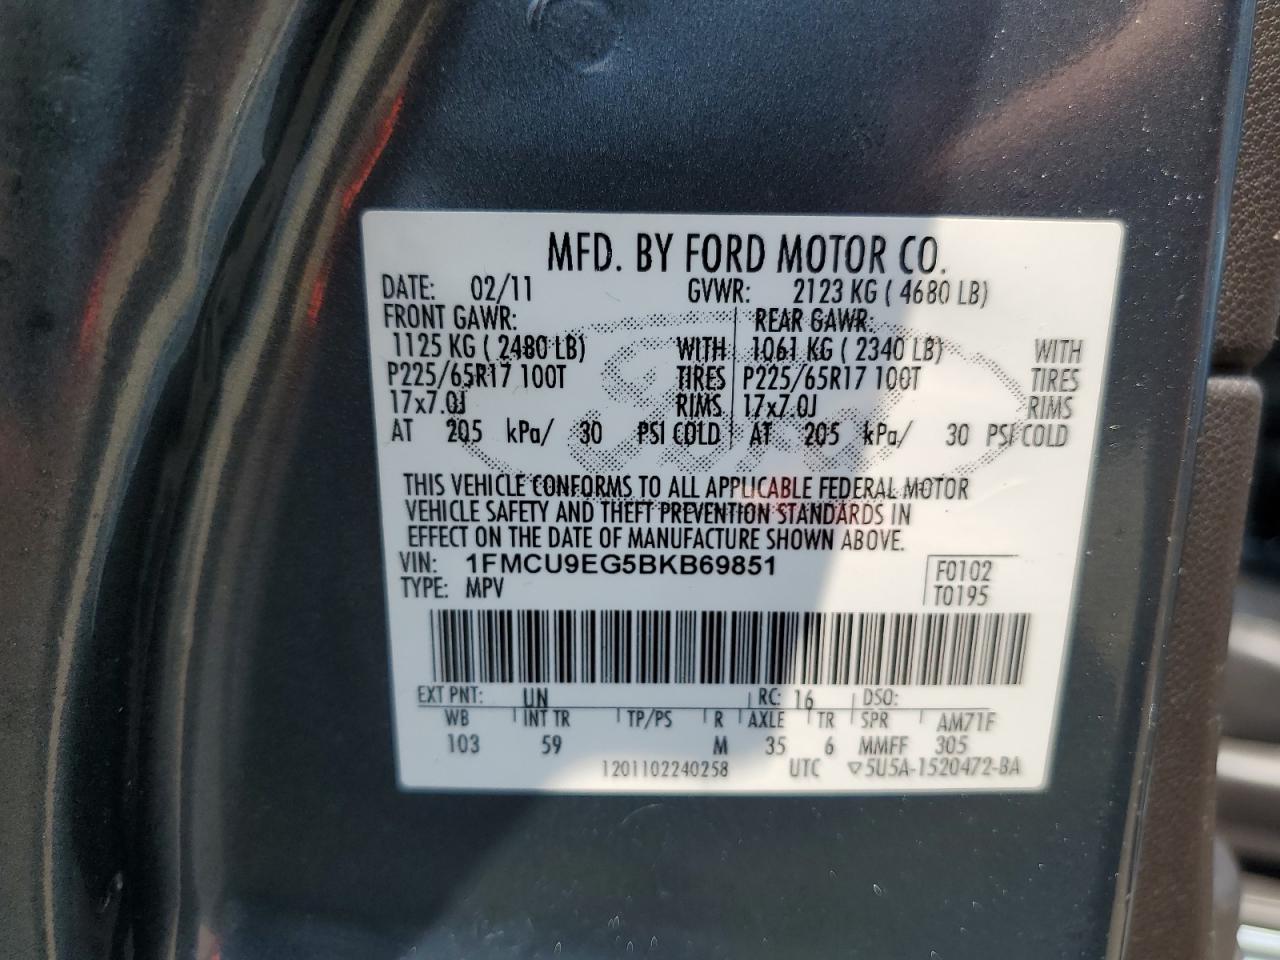 MFD. BY FORD MOTOR CO.
DATE: 02/11 GVWR: 2123 KG ( 4680 LB)
FRONT GAWR: REAR GAWR:
1125 KG ( 2480 LB) WITH 1061 KG ( 2340 LB) WITH
P225/65R17 100T TIRES P225/65R17 100T TIRES
17x7.0J RIMS 17x7.0J RIMS
AT 205 kPa/ 30 PSI COLD AT 205 kPa/ 30 PSI COLD
Ford
THIS VEHICLE CONFORMS TO ALL APPLICABLE FEDERAL MOTOR
VEHICLE SAFETY AND THEFT PREVENTION STANDARDS IN
EFFECT ON THE DATE OF MANUFACTURE SHOWN ABOVE.
VIN: 1FMCU9EG5BKB69851 F0102
TYPE: MPV T0195
EXT PNT: UN RC: 16 DSO:
WB INT TR TP/PS R AXLE TR SPR AM71F
103 59 M 35 6 MMFF 305
1201102240258 UTC ▽5U5A-1520472-BA